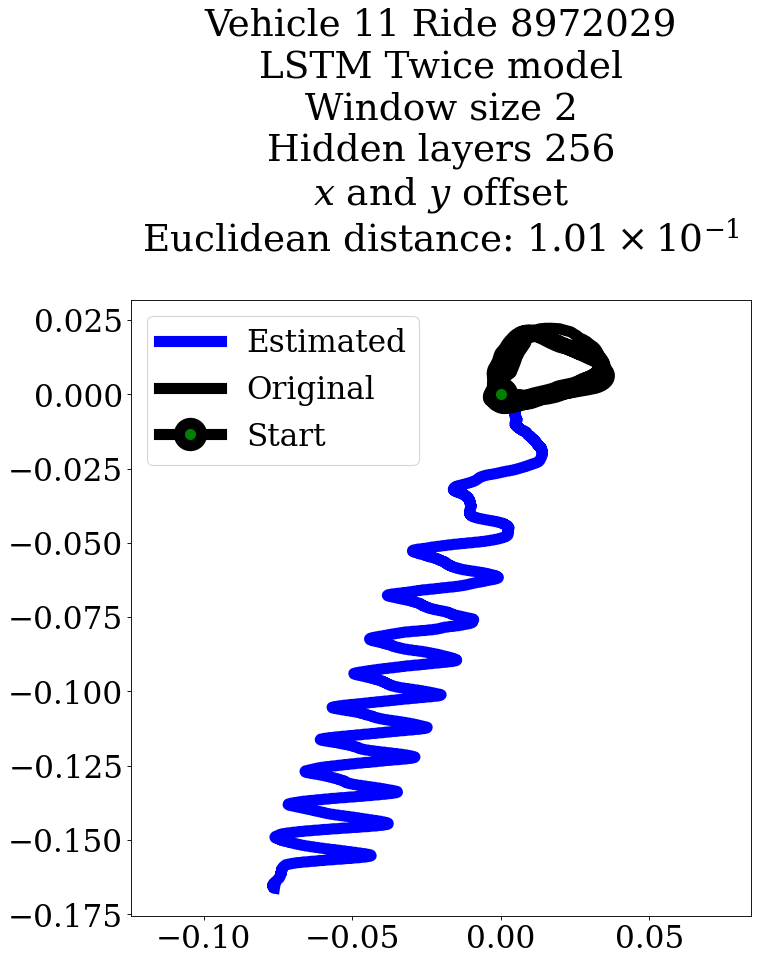 Vehicle 11 Ride 8972029
LSTM Twice model
Window size 2
Hidden layers 256
x and y offset
Euclidean distance: 1.01 × 10⁻¹
0.025
0.000
−0.025
−0.050
−0.075
−0.100
−0.125
−0.150
−0.175
Estimated
Original
Start
−0.10
−0.05
0.00
0.05